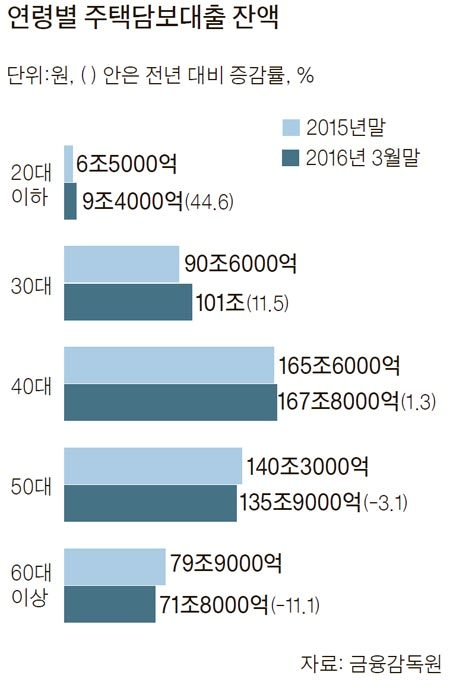 연령별 주택담보대출 잔액
단위:원, ( ) 안은 전년 대비 증감률, %
2015년말
2016년 3월말
20대
이하
6조5000억
9조4000억(44.6)
30대
90조6000억
101조(11.5)
40대
165조6000억
167조8000억(1.3)
50대
140조3000억
135조9000억(-3.1)
60대
이상
79조9000억
71조8000억(-11.1)
자료: 금융감독원